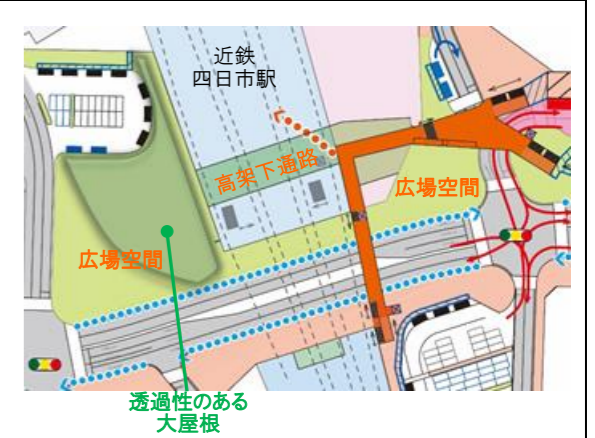 近鉄
四日市駅
高架下通路
広場空間
広場空間
透過性のある
大屋根